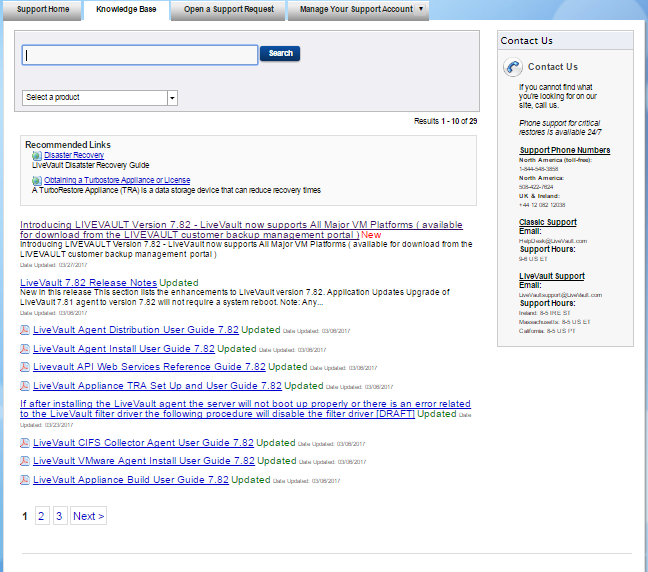 Support Home Knowledge Base Open a Support Request Manage Your Support Account
Search
Select a product
Results 1 - 10 of 29
Recommended Links
Disaster Recovery
LiveVault Disatster Recovery Guide
Obtaining a Turbostore Appliance or License
A TurboRestore Appliance (TRA) is a data storage device that can reduce recovery times
Introducing LIVEVAULT Version 7.82 - LiveVault now supports All Major VM Platforms ( available
for download from the LIVEVAULT customer backup management portal ) New
Introducing LIVEVAULT Version 7.82 - LiveVault now supports All Major VM Platforms ( available for download from the
LIVEVAULT customer backup management portal )
Date Updated: 03/27/2017
LiveVault 7.82 Release Notes Updated
New in this release This section lists the enhancements to LiveVault version 7.82. Application Updates Upgrade of
LiveVault 7.81 agent to version 7.82 will not require a system reboot. Note: Any...
Date Updated: 03/08/2017
LiveVault Agent Distribution User Guide 7.82 Updated Date Updated: 03/08/2017
LiveVault Agent Install User Guide 7.82 Updated Date Updated: 03/08/2017
Livevault API Web Services Reference Guide 7.82 Updated Date Updated: 03/08/2017
LiveVault Appliance TRA Set Up and User Guide 7.82 Updated Date Updated: 03/08/2017
If after installing the LiveVault agent the server will not boot up properly or there is an error related
to the LiveVault filter driver the following procedure will disable the filter driver [DRAFT] Updated Date
Updated: 03/23/2017
LiveVault CIFS Collector Agent User Guide 7.82 Updated Date Updated: 03/08/2017
LiveVault VMware Agent Install User Guide 7.82 Updated Date Updated: 03/08/2017
LiveVault Appliance Build User Guide 7.82 Updated Date Updated: 03/08/2017
1 2 3 Next >
Contact Us
Contact Us
If you cannot find what
you're looking for on our
site, call us.
Phone support for critical
restores is available 24/7
Support Phone Numbers
North America (toll-free):
1-844-548-3858
North America:
508-422-7624
UK & Ireland:
+44 12 082 12038
Classic Support
Email:
HelpDesk@LiveVault.com
Support Hours:
9-6 US ET
LiveVault Support
Email:
LiveVaultsupport@LiveVault.com
Support Hours:
Ireland: 8-5 IRE ST
Massachusetts: 8-5 US ET
California: 8-5 US PT